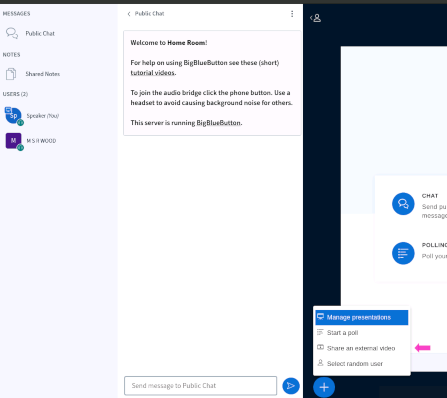 MESSAGES
Public Chat
NOTES
Shared Notes
USERS (2)
Sp
Speaker (You)
M
M S R WOOD
Public Chat
Welcome to Home Room!
For help on using BigBlueButton see these (short)
tutorial videos.
To join the audio bridge click the phone button. Use a
headset to avoid causing background noise for others.
This server is running BigBlueButton.
Send message to Public Chat
CHAT
Send pu
message
POLLING
Poll your
Manage presentations
Start a poll
Share an external video
Select random user